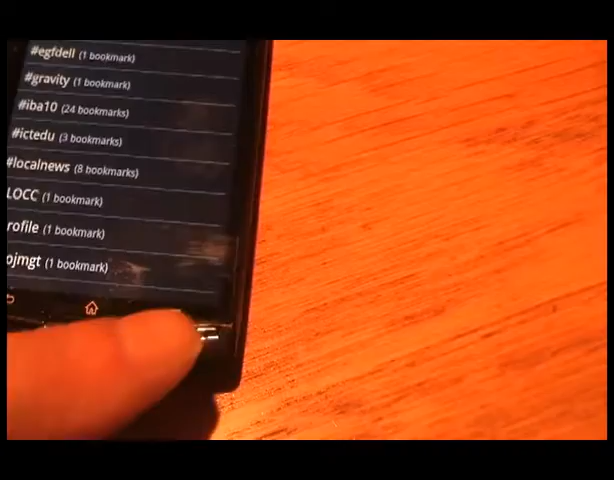 #egfdell (1 bookmark)
#gravity (1 bookmark)
#iba10 (24 bookmarks)
#ictedu (3 bookmarks)
#localnews (8 bookmarks)
LOCC (1 bookmark)
rofile (1 bookmark)
ojmgt (1 bookmark)